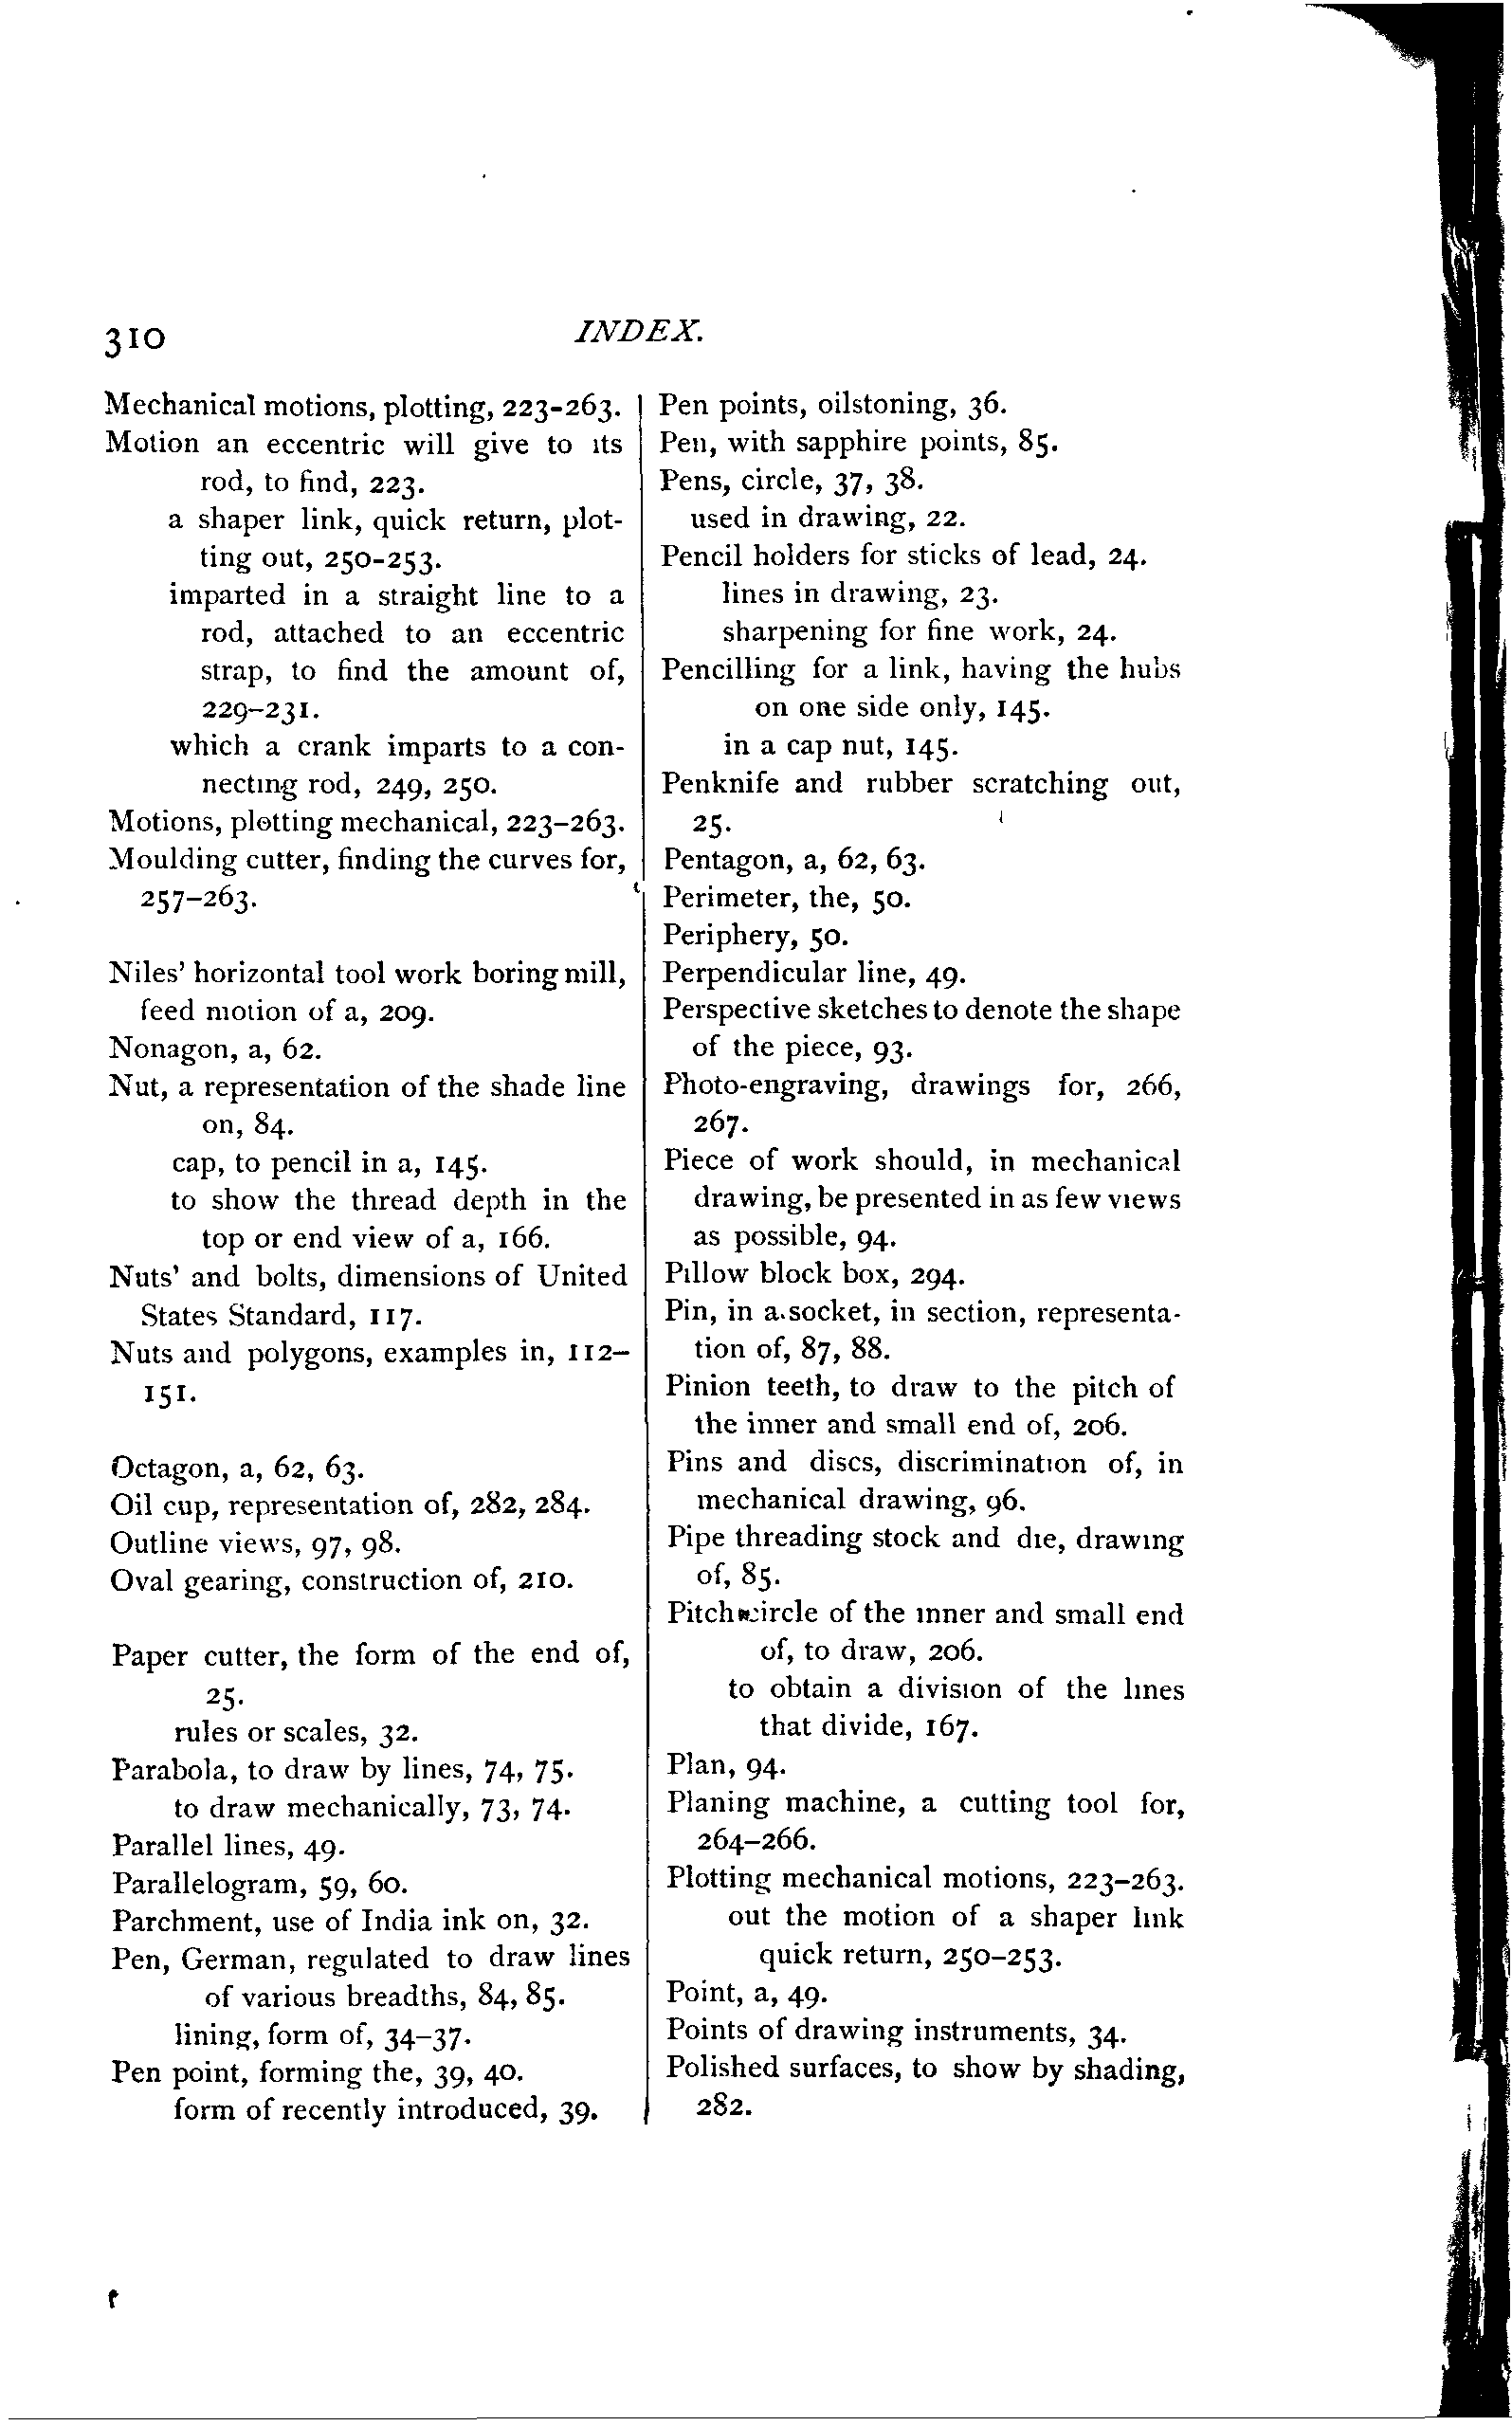 310
INDEX.
Mechanical motions, plotting, 223-263.
Motion an eccentric will give to its
rod, to find, 223.
a shaper link, quick return, plot-
ting out, 250-253.
imparted in a straight line to a
rod, attached to an eccentric
strap, to find the amount of,
229–231.
which a crank imparts to a con-
necting rod, 249, 250.
Motions, plotting mechanical, 223–263.
Moulding cutter, finding the curves for,
257–263.
Niles' horizontal tool work boring mill,
feed motion of a, 209.
Nonagon, a, 62.
Nut, a representation of the shade line
on, 84.
cap, to pencil in a, 145.
to show the thread depth in the
top or end view of a, 166.
Nuts' and bolts, dimensions of United
States Standard, 117.
Nuts and polygons, examples in, 112–
151.
Octagon, a, 62, 63.
Oil cup, representation of, 282, 284.
Outline views, 97, 98.
Oval gearing, construction of, 210.
Paper cutter, the form of the end of,
25.
rules or scales, 32.
Parabola, to draw by lines, 74, 75.
to draw mechanically, 73, 74.
Parallel lines, 49.
Parallelogram, 59, 60.
Parchment, use of India ink on, 32.
Pen, German, regulated to draw lines
of various breadths, 84, 85.
lining, form of, 34–37.
Pen point, forming the, 39, 40.
form of recently introduced, 39.
Pen points, oilstoning, 36.
Pen, with sapphire points, 85.
Pens, circle, 37, 38.
used in drawing, 22.
Pencil holders for sticks of lead, 24.
lines in drawing, 23.
sharpening for fine work, 24.
Pencilling for a link, having the hubs
on one side only, 145.
in a cap nut, 145.
Penknife and rubber scratching out,
25.
Pentagon, a, 62, 63.
Perimeter, the, 50.
Periphery, 50.
Perpendicular line, 49.
Perspective sketches to denote the shape
of the piece, 93.
Photo-engraving, drawings for, 266,
267.
Piece of work should, in mechanical
drawing, be presented in as few views
as possible, 94.
Pillow block box, 294.
Pin, in a socket, in section, representa-
tion of, 87, 88.
Pinion teeth, to draw to the pitch of
the inner and small end of, 206.
Pins and discs, discrimination of, in
mechanical drawing, 96.
Pipe threading stock and die, drawing
of, 85.
Pitch circle of the inner and small end
of, to draw, 206.
to obtain a division of the lines
that divide, 167.
Plan, 94.
Planing machine, a cutting tool for,
264–266.
Plotting mechanical motions, 223–263.
out the motion of a shaper link
quick return, 250–253.
Point, a, 49.
Points of drawing instruments, 34.
Polished surfaces, to show by shading,
282.